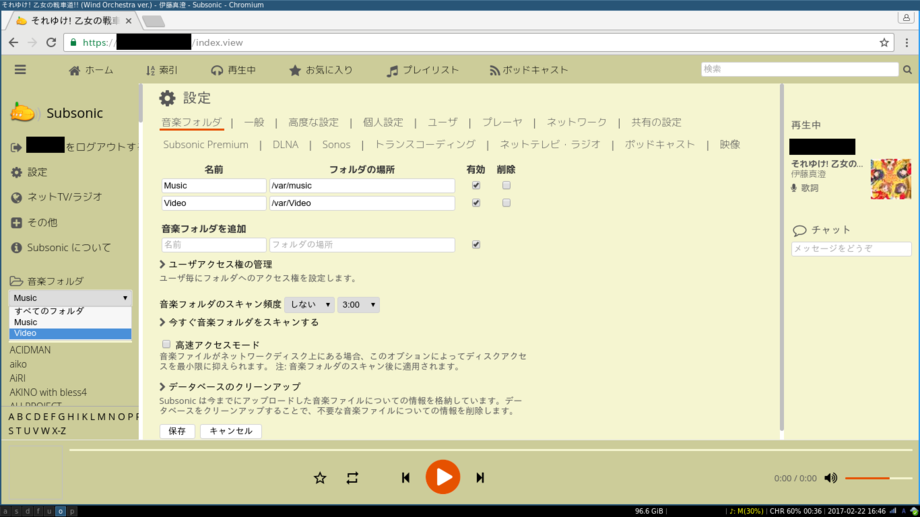 それゆけ! 乙女の戦車道!! (Wind Orchestra ver.) - 伊藤真澄 - Subsonic - Chromium
それゆけ! 乙女の戦車
https://
/index.view
ホーム
索引
再生中
お気に入り
プレイリスト
ポッドキャスト
検索
Subsonic
をログアウトす
設定
ネットTV/ラジオ
その他
Subsonic について
音楽フォルダ
Music
すべてのフォルダ
Music
Video
ACIDMAN
aiko
AiRI
AKINO with bless4
ALI PROJECT
A B C D E F G H I K L M N O P R
S T U V W X-Z
設定
音楽フォルダ | 一般 | 高度な設定 | 個人設定 | ユーザ | プレーヤ | ネットワーク | 共有の設定
Subsonic Premium | DLNA | Sonos | トランスコーディング | ネットテレビ・ラジオ | ポッドキャスト | 映像
名前 フォルダの場所 有効 削除
Music /var/music
Video /var/Video
音楽フォルダを追加
名前 フォルダの場所
ユーザアクセス権の管理
ユーザ毎にフォルダへのアクセス権を設定します。
音楽フォルダのスキャン頻度 しない 3:00
今すぐ音楽フォルダをスキャンする
高速アクセスモード
音楽ファイルがネットワークディスク上にある場合、このオプションによってディスクアクセ
スを最小限に抑えられます。 注: 音楽フォルダのスキャン後に適用されます。
データベースのクリーンアップ
Subsonic は今までにアップロードした音楽ファイルについての情報を格納しています。デー
タベースをクリーンアップすることで、不要な音楽ファイルについての情報を削除します。
保存 キャンセル
再生中
それゆけ! 乙女の...
伊藤真澄
歌詞
チャット
メッセージをどうぞ
0:00 / 0:00
a s d f u o p
96.6 GiB | | ♪: M(30%) | CHR 60% 00:36 | 2017-02-22 16:46